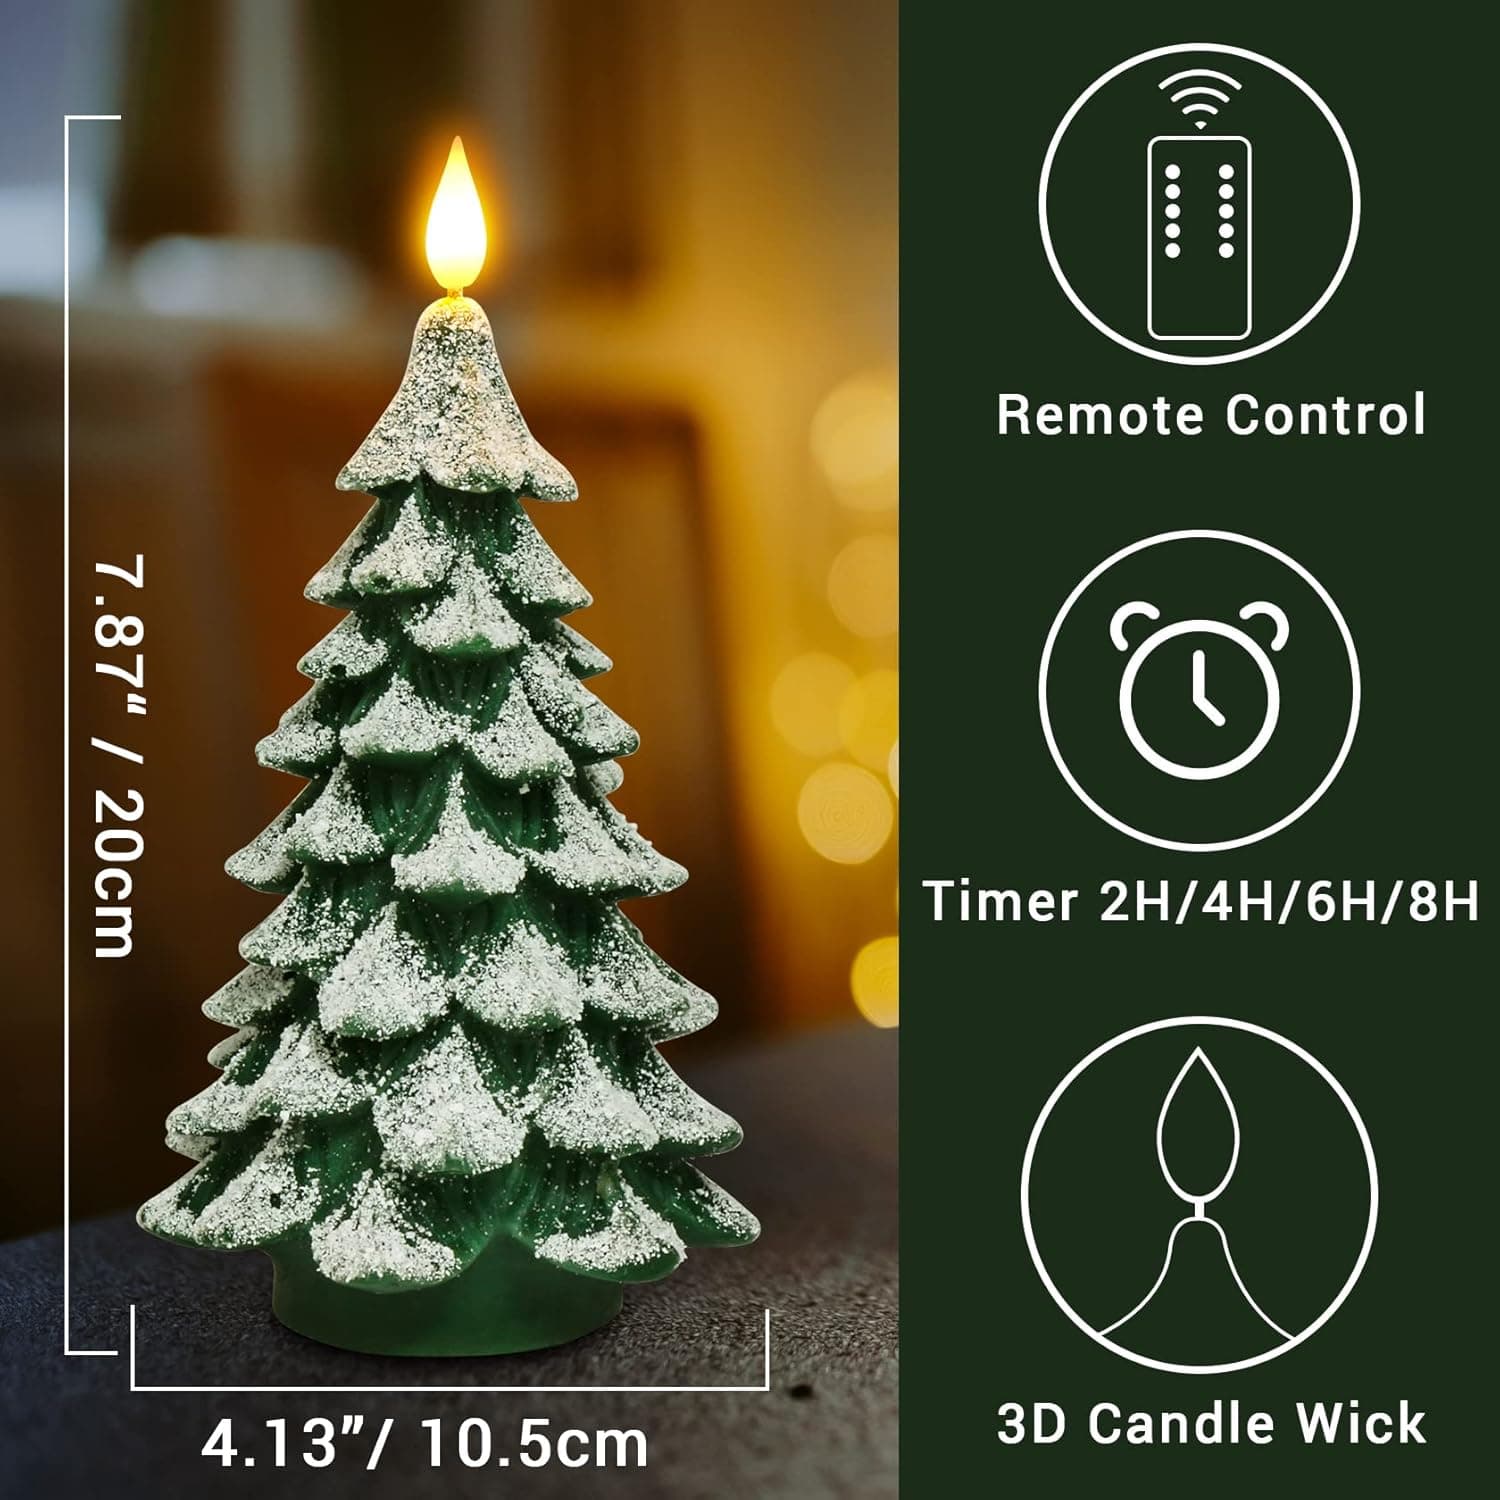 7.87" / 20cm
4.13”/ 10.5cm
Remote Control
Timer 2H/4H/6H/8H
3D Candle Wick